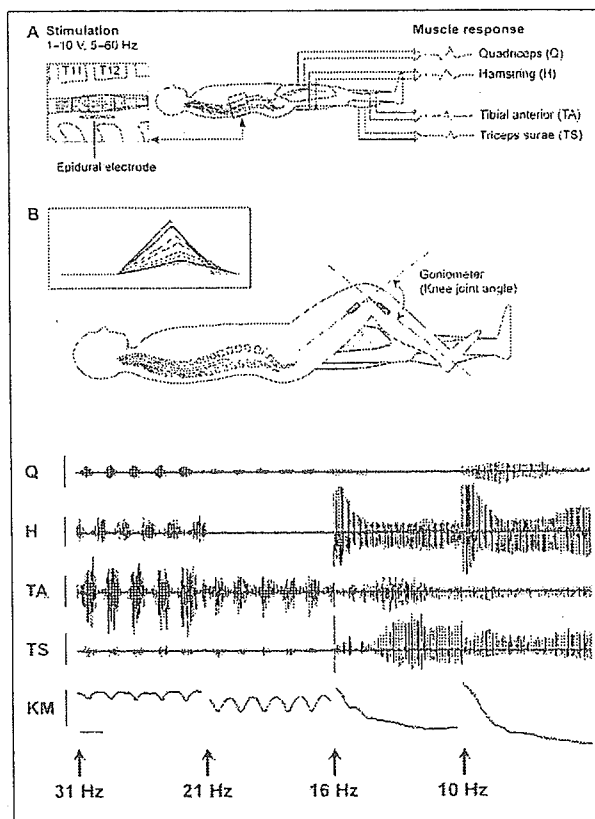 A Stimulation
1–10 V, 5–60 Hz
T11 T12
Epidural electrode
Muscle response
Quadriceps (Q)
Hamstring (H)
Tibial anterior (TA)
Triceps surae (TS)
B
Goniometer
(Knee joint angle)
Q
H
TA
TS
KM
31 Hz 21 Hz 16 Hz 10 Hz